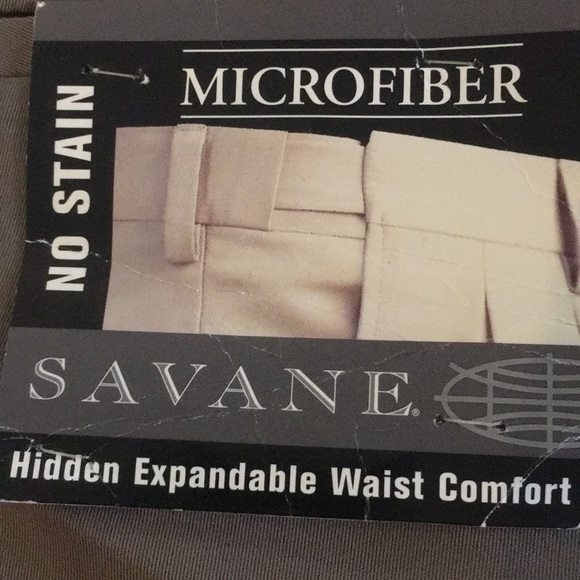 MICROFIBER
NO STAIN
SAVANE®
Hidden Expandable Waist Comfort